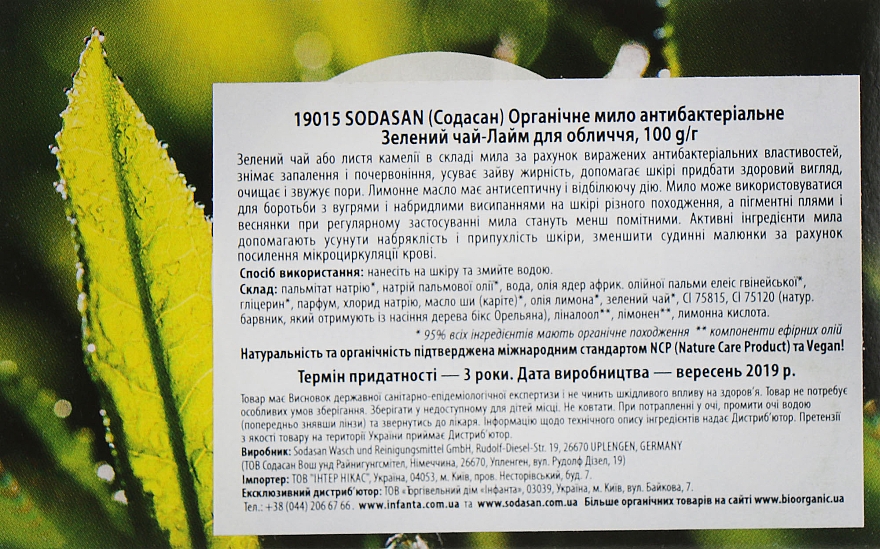 19015 SODASAN (Содасан) Органічне мило антибактеріальне
Зелений чай-Лайм для обличчя, 100 g/г
Зелений чай або листя камелії в складі мила за рахунок виражених антибактеріальних властивостей,
знімає запалення і почервоніння, усуває зайву жирність, допомагає шкірі придбати здоровий вигляд,
очищає і звужує пори. Лимонне масло має антисептичну і відбілюючу дію. Мило може використовуватися
для боротьби з вуграми і набридлими висипаннями на шкірі різного походження, а пігментні плями і
веснянки при регулярному застосуванні мила стануть менш помітними. Активні інгредієнти мила
допомагають усунути набряклість і припухлість шкіри, зменшити судинні малюнки за рахунок
посилення мікроциркуляції крові.
Спосіб використання: нанесіть на шкіру та змийте водою.
Склад: пальмітат натрію*, натрій пальмової олії*, вода, олія ядер африк. олійної пальми елеїс гвінейської*,
гліцерин*, парфум, хлорид натрію, масло ши (каріте)*, олія лимона*, зелений чай*, CI 75815, CI 75120 (натур.
барвник, який отримують із насіння дерева бікс Орельяна), ліналоол**, лімонен**, лимонна кислота.
* 95% всіх інгредієнтів мають органічне походження ** компоненти ефірних олій
Натуральність та органічність підтверджена міжнародним стандартом NCP (Nature Care Product) та Vegan!
Термін придатності — 3 роки. Дата виробництва — вересень 2019 р.
Товар має Висновок державної санітарно-епідеміологічної експертизи і не чинить шкідливого впливу на здоров'я. Товар не потребує
особливих умов зберігання. Зберігати у недоступному для дітей місці. Не ковтати. При потраплянні у очі, промити очі водою
(попередньо знявши лінзи) та звернутись до лікаря. Інформацію щодо технічного опису інгредієнтів надає Дистриб'ютор. Претензії
з якості товару на території України приймає Дистриб'ютор.
Виробник: Sodasan Wasch und Reinigungsmittel GmbH, Rudolf-Diesel-Str. 19, 26670 UPLENGEN, GERMANY
(ТОВ Содасан Вош унд Райнигунгсмітел, Німеччина, 26670, Упленген, вул. Рудолф Дізел, 19)
Імпортер: ТОВ "ІНТЕР НІКАС", Україна, 04053, м. Київ, пров. Несторівський, буд. 7.
Ексклюзивний дистриб'ютор: ТОВ «Торгівельний дім «Інфанта», 03039, Україна, м. Київ, вул. Байкова, 7.
Тел.: +38 (044) 206 67 66. www.infanta.com.ua та www.sodasan.com.ua Більше органічних товарів на сайті www.bioorganic.ua